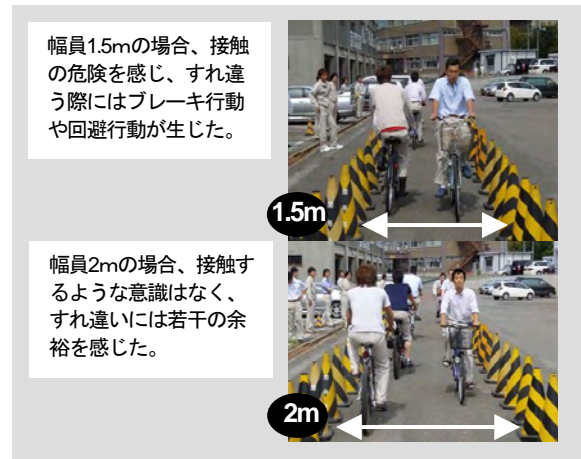 幅員1.5mの場合、接触
の危険を感じ、すれ違
う際にはブレーキ行動
や回避行動が生じた。
1.5m
幅員2mの場合、接触す
るような意識はなく、
すれ違いには若干の余
裕を感じた。
2m